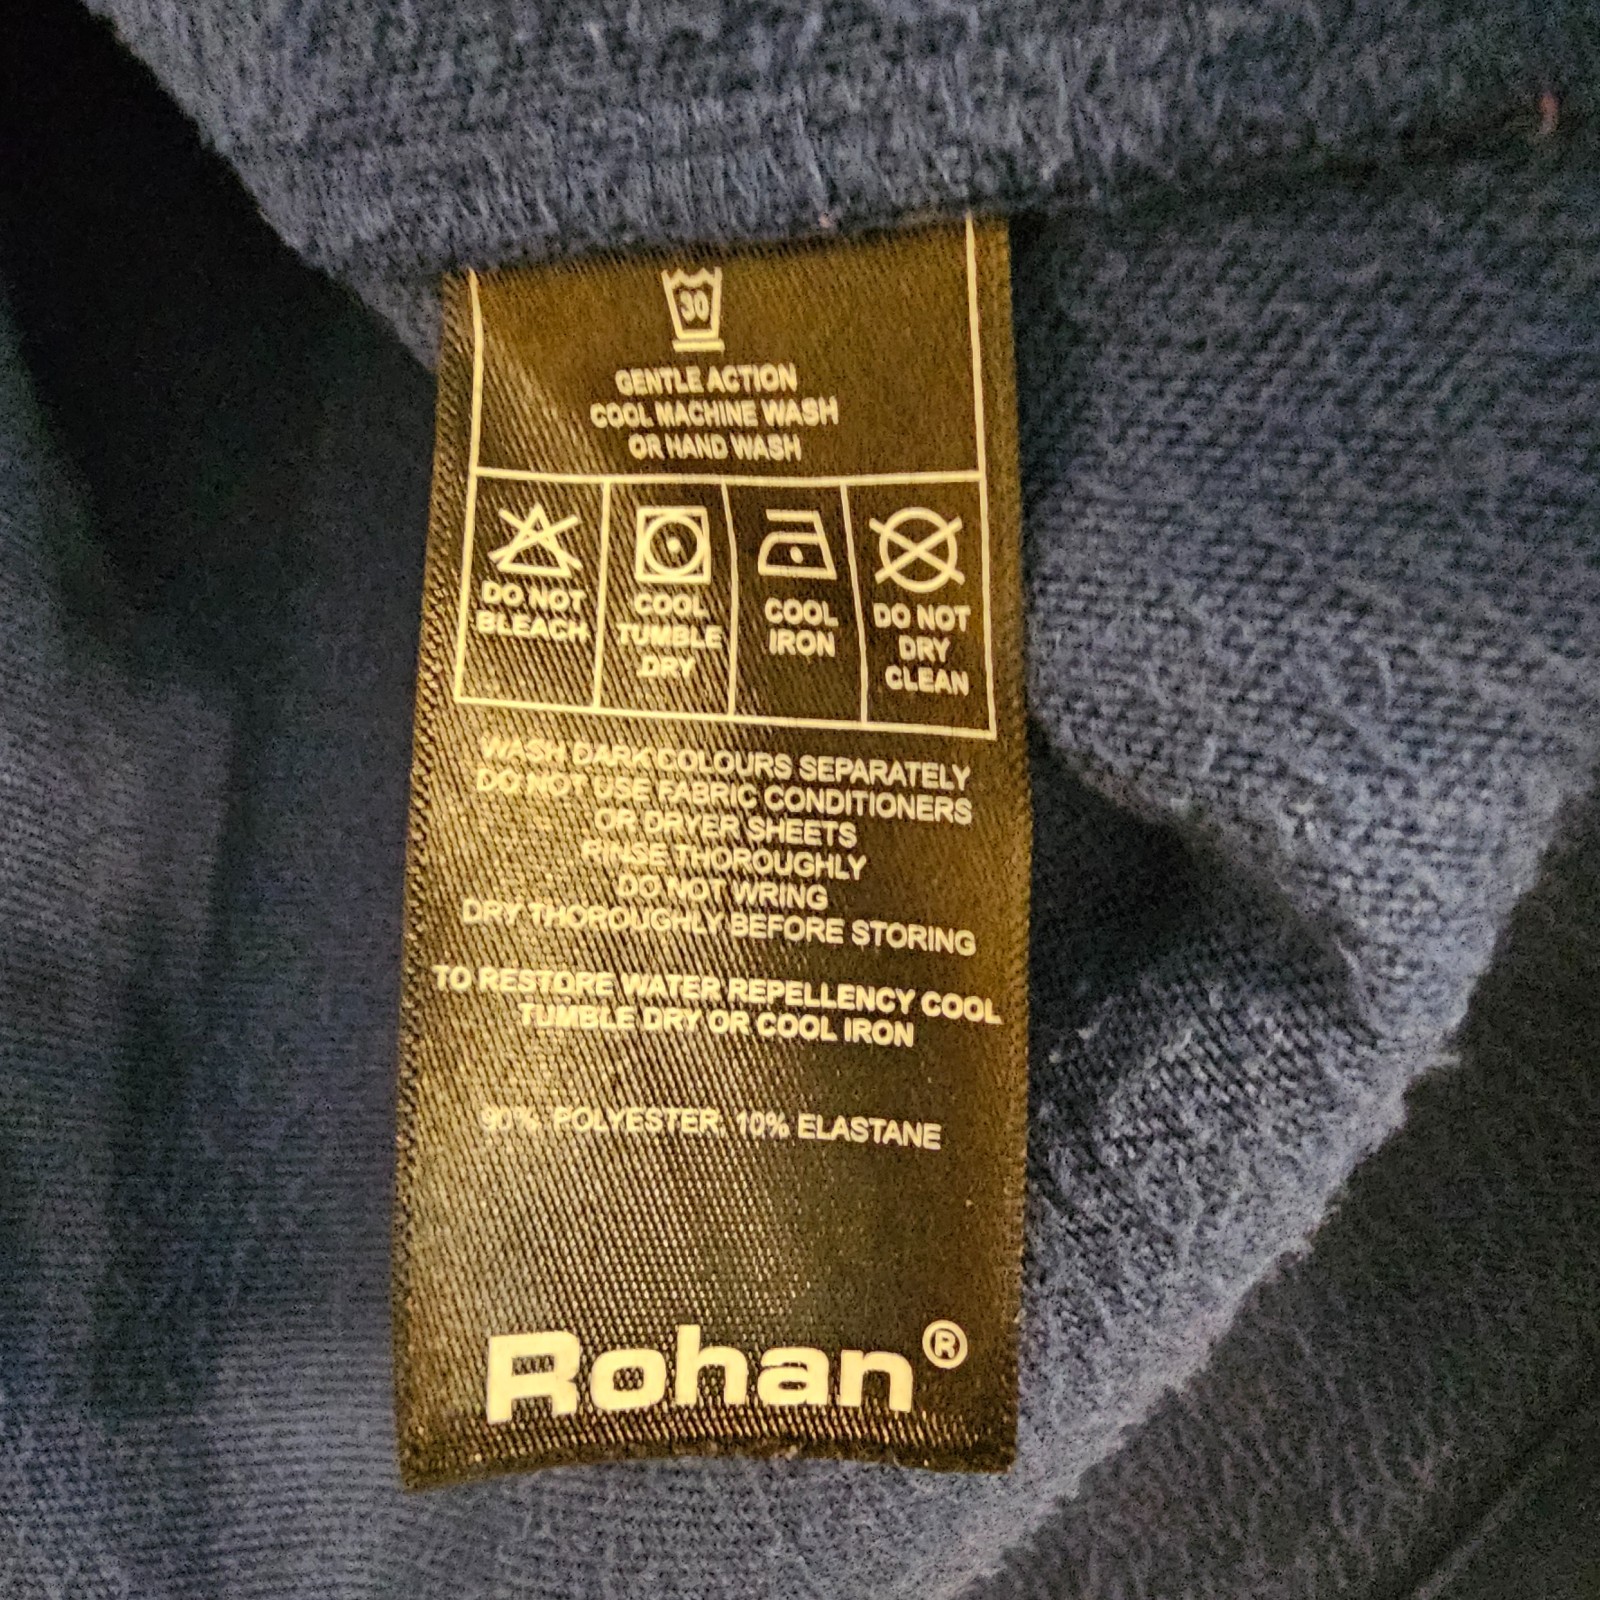 30
GENTLE ACTION
COOL MACHINE WASH
OR HAND WASH
DO NOT
BLEACH
COOL
TUMBLE
DRY
COOL
IRON
DO NOT
DRY
CLEAN
WASH DARK COLOURS SEPARATELY
DO NOT USE FABRIC CONDITIONERS
OR DRYER SHEETS
RINSE THOROUGHLY
DO NOT WRING
DRY THOROUGHLY BEFORE STORING
TO RESTORE WATER REPELLENCY COOL
TUMBLE DRY OR COOL IRON
90% POLYESTER, 10% ELASTANE
Rohan®